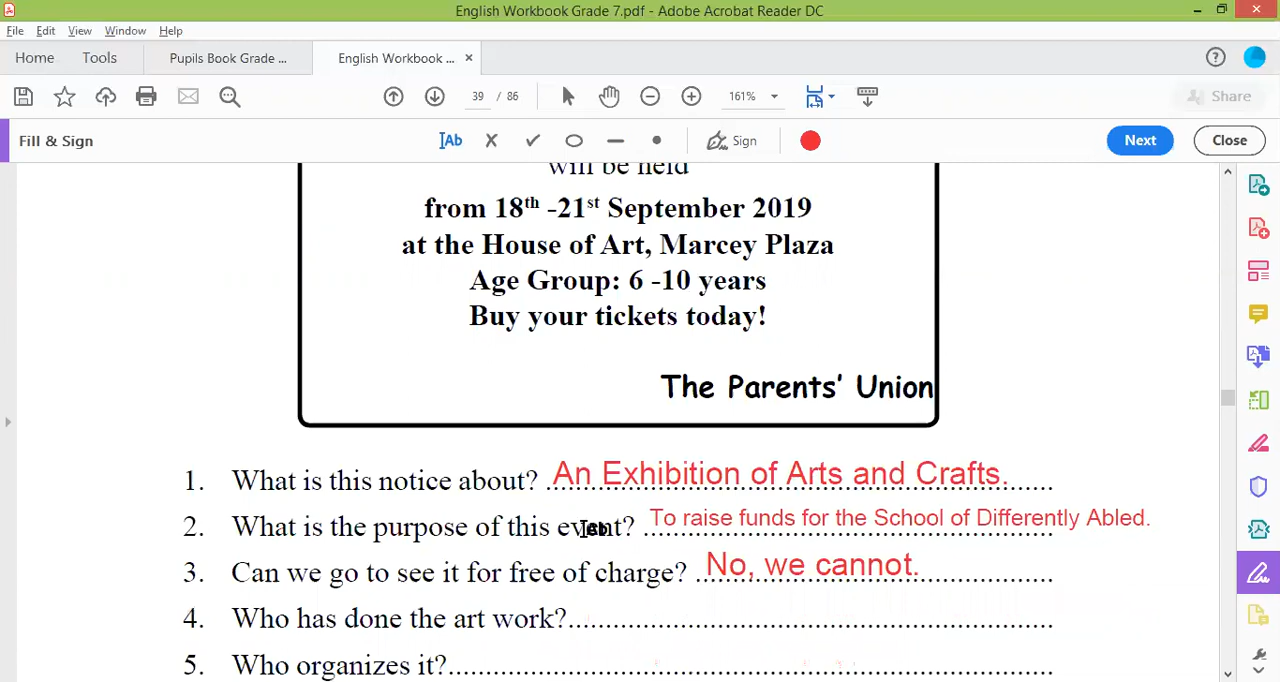 English Workbook Grade 7.pdf - Adobe Acrobat Reader DC
File Edit View Window Help
Home Tools Pupils Book Grade ... English Workbook ... ×
39 / 86 161% Share
Fill & Sign Ab Sign Next Close
will be held
from 18th -21st September 2019
at the House of Art, Marcey Plaza
Age Group: 6 -10 years
Buy your tickets today!
The Parents' Union
1. What is this notice about? An Exhibition of Arts and Crafts.
2. What is the purpose of this event? To raise funds for the School of Differently Abled.
3. Can we go to see it for free of charge? No, we cannot.
4. Who has done the art work?
5. Who organizes it?